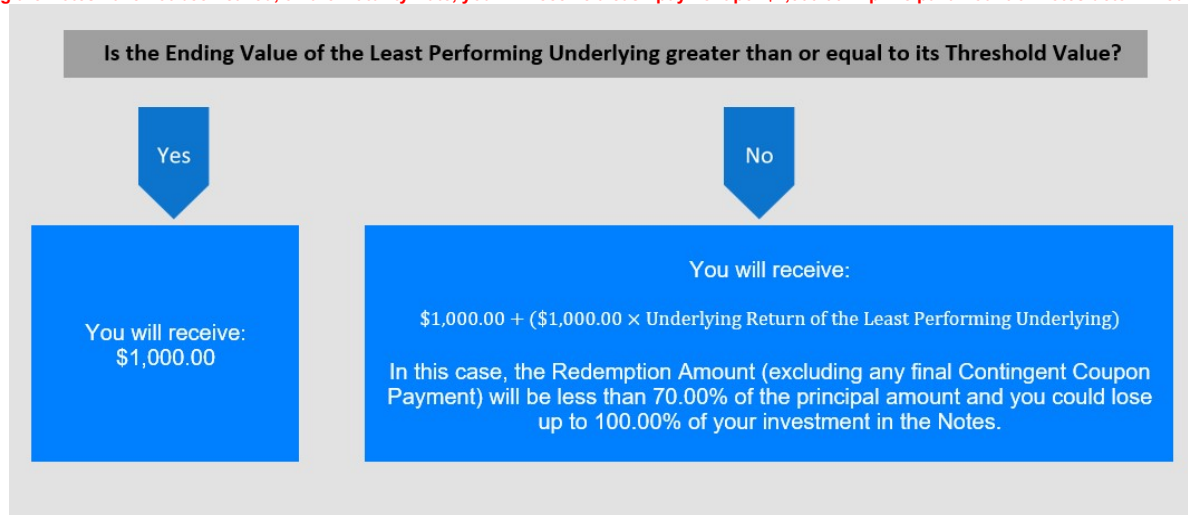 Is the Ending Value of the Least Performing Underlying greater than or equal to its Threshold Value?
Yes
No
You will receive:
$1,000.00
You will receive:
$1,000.00 + ($1,000.00 × Underlying Return of the Least Performing Underlying)
In this case, the Redemption Amount (excluding any final Contingent Coupon
Payment) will be less than 70.00% of the principal amount and you could lose
up to 100.00% of your investment in the Notes.